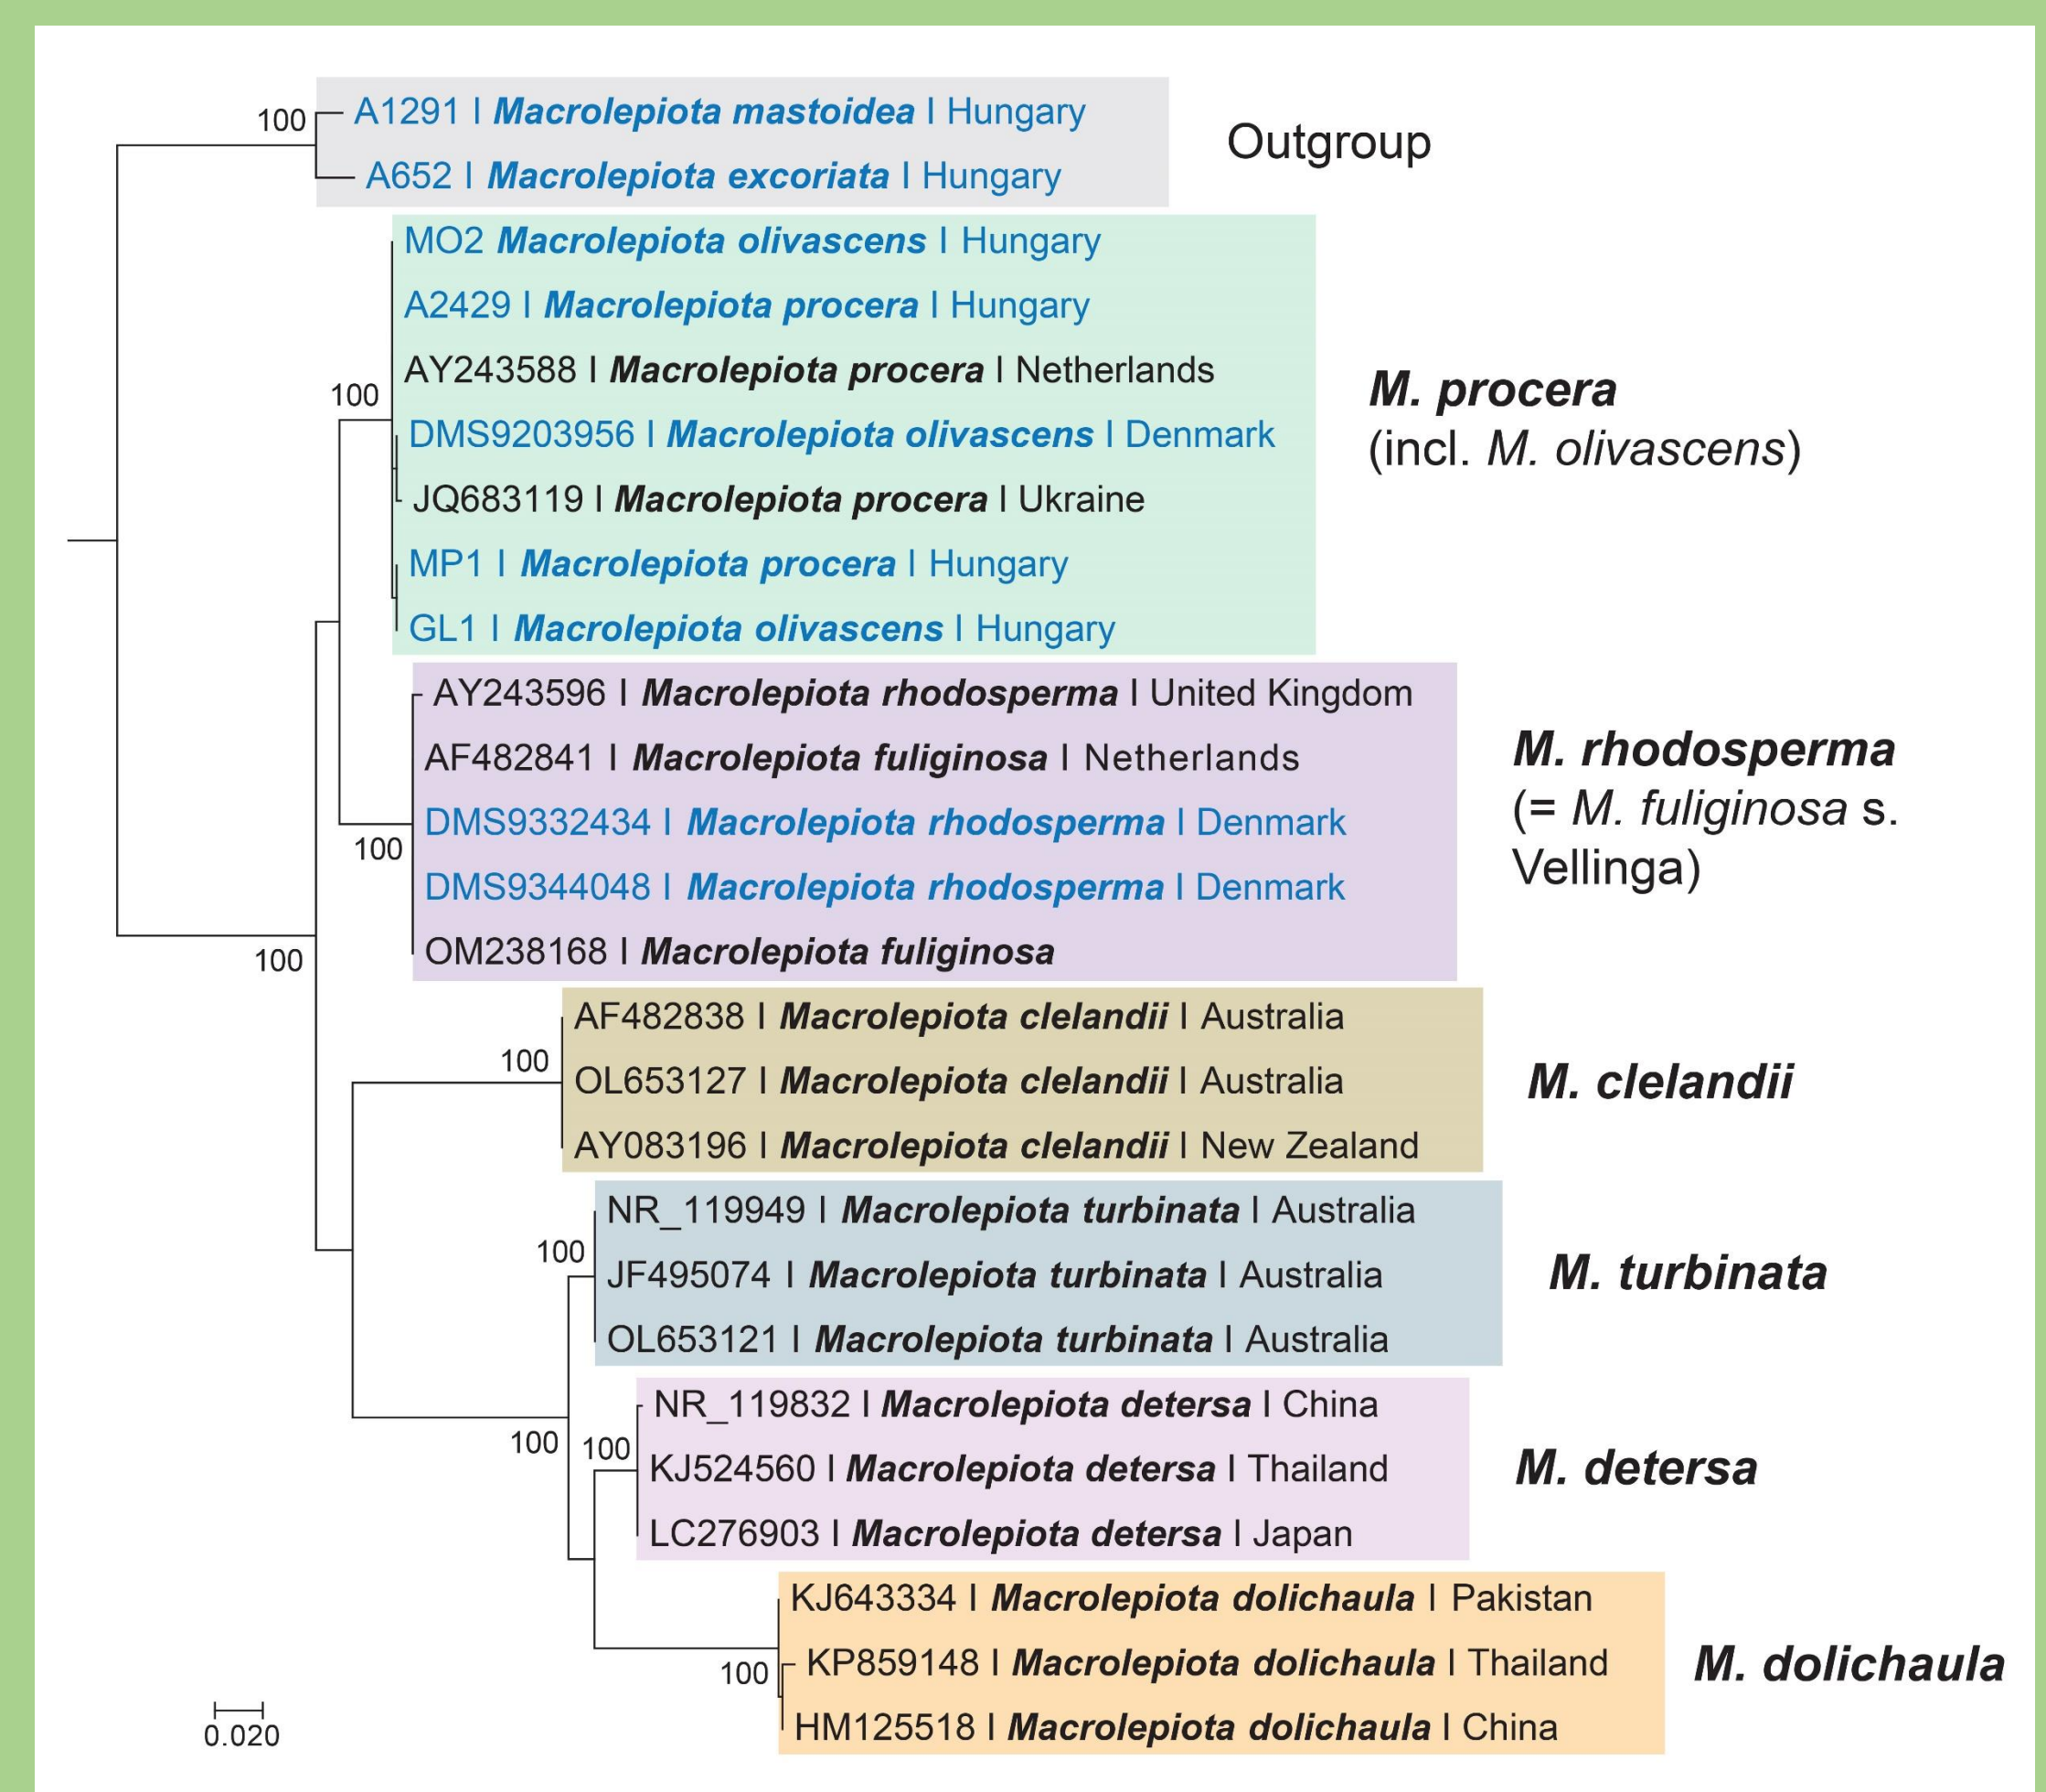 100
A1291 | Macrolepiota mastoidea | Hungary
A652 | Macrolepiota excoriata | Hungary
Outgroup
MO2 Macrolepiota olivascens | Hungary
A2429 | Macrolepiota procera | Hungary
AY243588 | Macrolepiota procera | Netherlands
100
DMS9203956 | Macrolepiota olivascens | Denmark
JQ683119 | Macrolepiota procera | Ukraine
MP1 | Macrolepiota procera | Hungary
GL1 | Macrolepiota olivascens | Hungary
M. procera
(incl. M. olivascens)
AY243596 | Macrolepiota rhodosperma | United Kingdom
AF482841 | Macrolepiota fuliginosa | Netherlands
DMS9332434 | Macrolepiota rhodosperma | Denmark
100
DMS9344048 | Macrolepiota rhodosperma | Denmark
OM238168 | Macrolepiota fuliginosa
M. rhodosperma
(= M. fuliginosa s.
Vellinga)
100
AF482838 | Macrolepiota clelandii | Australia
100
OL653127 | Macrolepiota clelandii | Australia
AY083196 | Macrolepiota clelandii | New Zealand
M. clelandii
NR_119949 | Macrolepiota turbinata | Australia
100
JF495074 | Macrolepiota turbinata | Australia
OL653121 | Macrolepiota turbinata | Australia
M. turbinata
NR_119832 | Macrolepiota detersa | China
100
100
KJ524560 | Macrolepiota detersa | Thailand
LC276903 | Macrolepiota detersa | Japan
M. detersa
KJ643334 | Macrolepiota dolichaula | Pakistan
100
KP859148 | Macrolepiota dolichaula | Thailand
HM125518 | Macrolepiota dolichaula | China
M. dolichaula
0.020